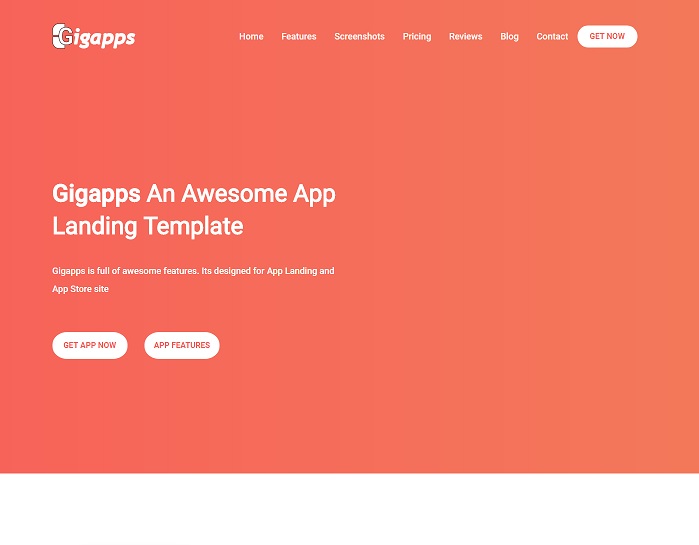 Gigapps
Home Features Screenshots Pricing Reviews Blog Contact GET NOW
Gigapps An Awesome App
Landing Template
Gigapps is full of awesome features. Its designed for App Landing and
App Store site
GET APP NOW APP FEATURES